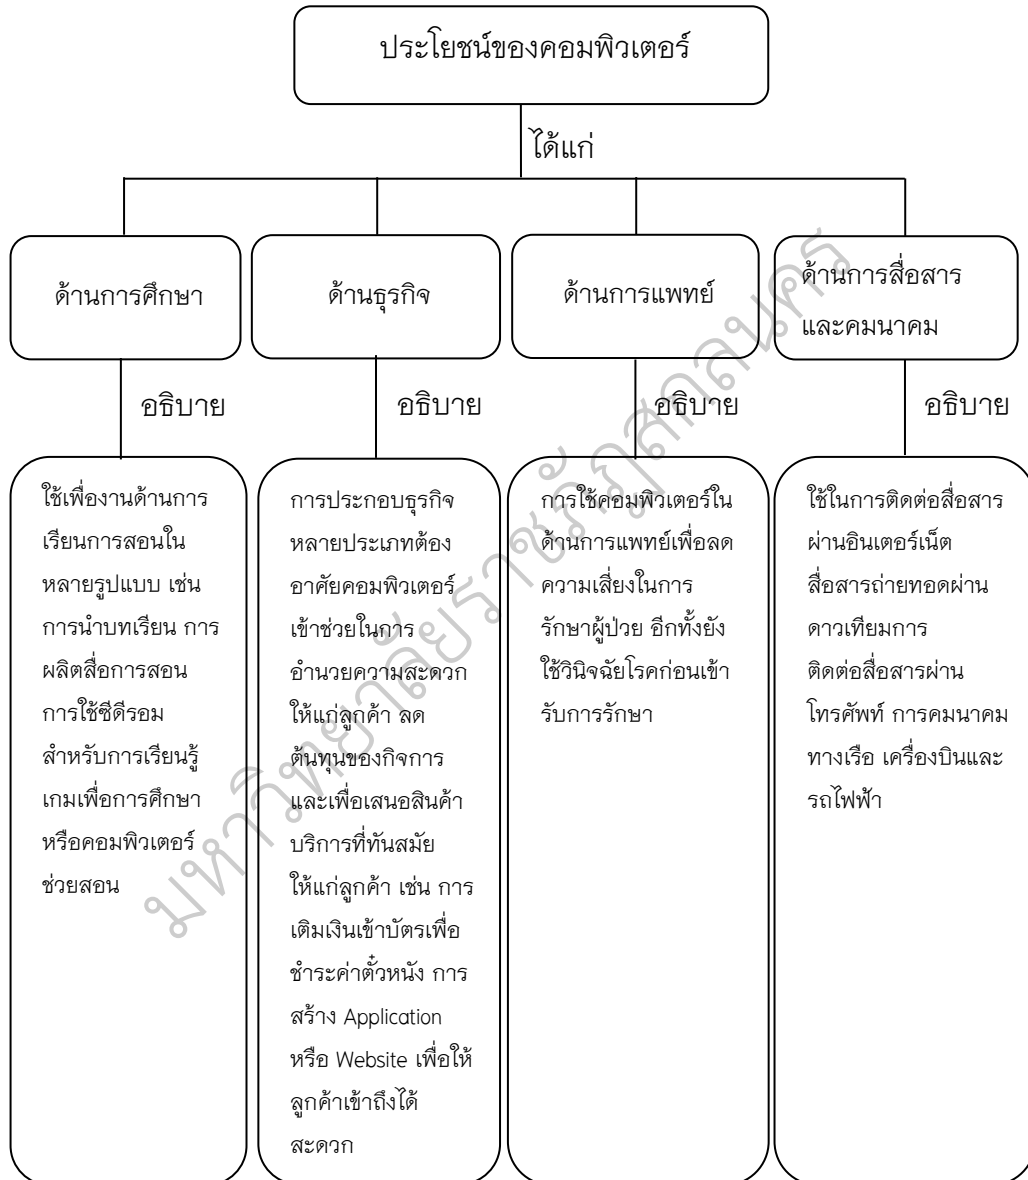 ประโยชน์ของคอมพิวเตอร์
ได้แก่
ด้านการศึกษา
ด้านธุรกิจ
ด้านการแพทย์
ด้านการสื่อสาร
และคมนาคม
อธิบาย
อธิบาย
อธิบาย
อธิบาย
ใช้เพื่องานด้านการ
เรียนการสอนใน
หลายรูปแบบ เช่น
การนำบทเรียน การ
ผลิตสื่อการสอน
การใช้ซีดีรอม
สำหรับการเรียนรู้
เกมเพื่อการศึกษา
หรือคอมพิวเตอร์
ช่วยสอน
การประกอบธุรกิจ
หลายประเภทต้อง
อาศัยคอมพิวเตอร์
เข้าช่วยในการ
อำนวยความสะดวก
ให้แก่ลูกค้า ลด
ต้นทุนของกิจการ
และเพื่อเสนอสินค้า
บริการที่ทันสมัย
ให้แก่ลูกค้า เช่น การ
เติมเงินเข้าบัตรเพื่อ
ชำระค่าตั๋วหนัง การ
สร้าง Application
หรือ Website เพื่อให้
ลูกค้าเข้าถึงได้
สะดวก
การใช้คอมพิวเตอร์ใน
ด้านการแพทย์เพื่อลด
ความเสี่ยงในการ
รักษาผู้ป่วย อีกทั้งยัง
ใช้วินิจฉัยโรคก่อนเข้า
รับการรักษา
ใช้ในการติดต่อสื่อสาร
ผ่านอินเตอร์เน็ต
สื่อสารถ่ายทอดผ่าน
ดาวเทียมการ
ติดต่อสื่อสารผ่าน
โทรศัพท์ การคมนาคม
ทางเรือ เครื่องบินและ
รถไฟฟ้า
มหาวิทยาลัยราชภัฏสกลนคร